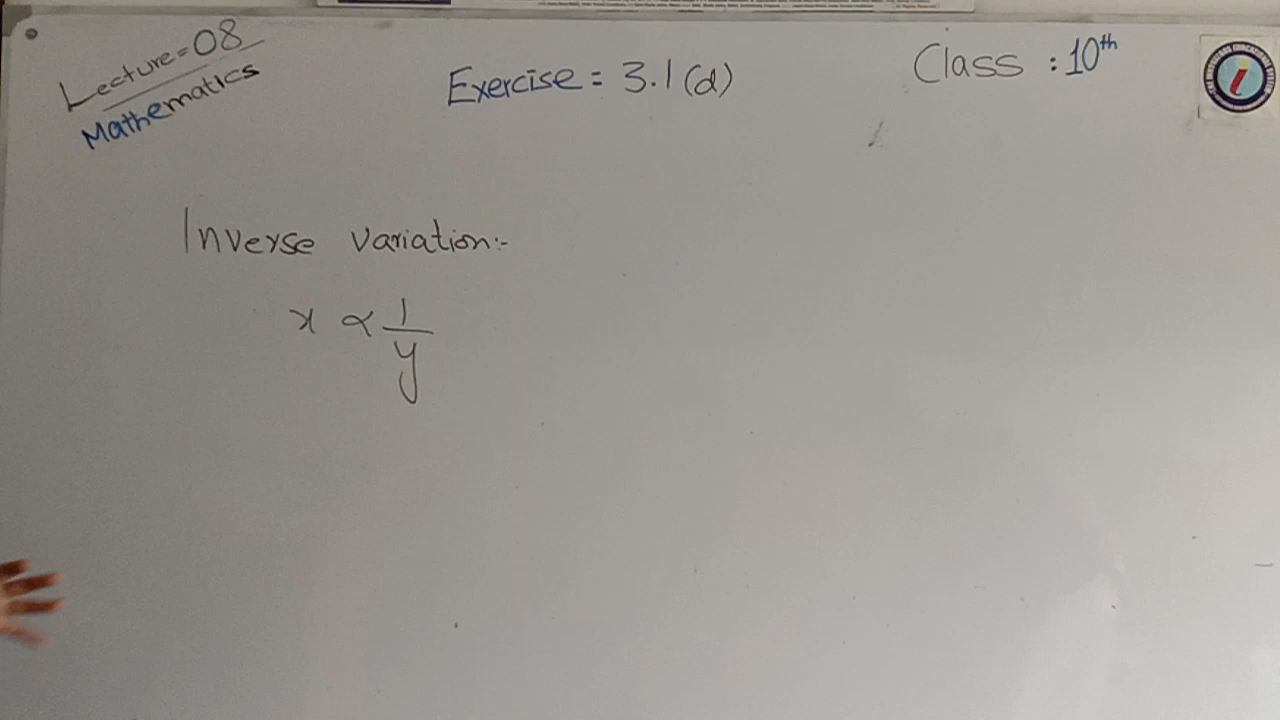 Lecture = 08
Mathematics
Exercise = 3.1 (d)
Class : 10th
Inverse variation:-
x ∝ 1/y